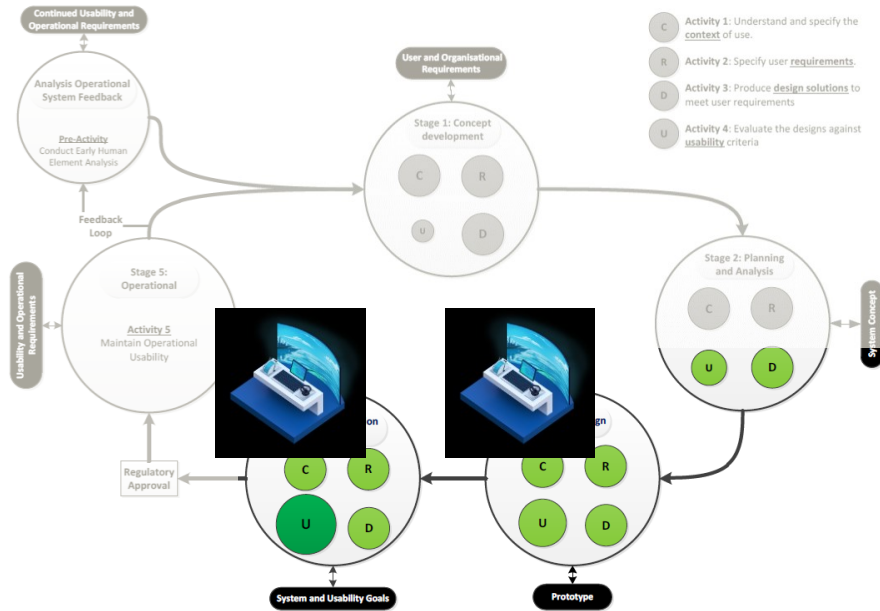 Continued Usability and
Operational Requirements
Analysis Operational
System Feedback
Pre-Activity
Conduct Early Human
Element Analysis
Feedback
Loop
User and Organisational
Requirements
Stage 1: Concept
development
C
R
U
D
C
Activity 1: Understand and specify the
context of use.
R
Activity 2: Specify user requirements.
D
Activity 3: Produce design solutions to
meet user requirements
U
Activity 4: Evaluate the designs against
usability criteria
Stage 2: Planning
and Analysis
C
R
U
D
System Concept
Usability and Operational
Requirements
Stage 5:
Operational
Activity 5
Maintain Operational
Usability
Regulatory
Approval
on
C
R
U
D
System and Usability Goals
gn
C
R
U
D
Prototype